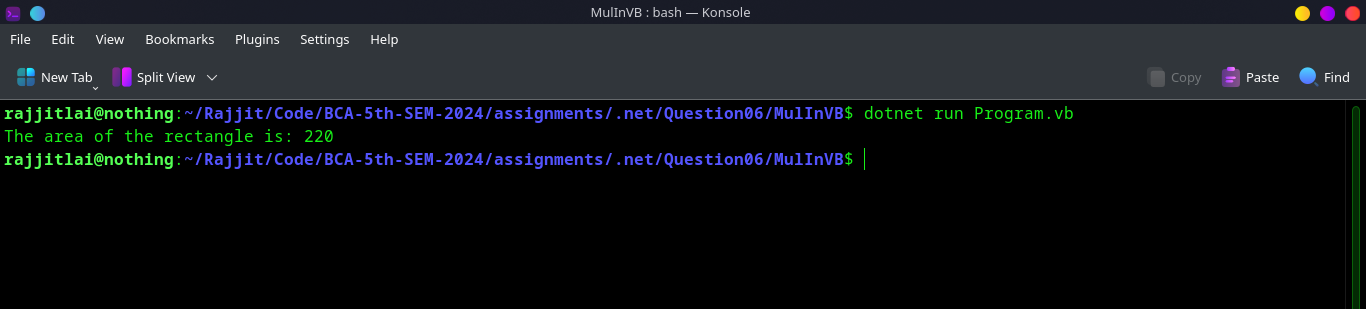 MulInVB : bash — Konsole
File Edit View Bookmarks Plugins Settings Help
New Tab Split View Copy Paste Find
rajjitlai@nothing:~/Rajjit/Code/BCA-5th-SEM-2024/assignments/.net/Question06/MulInVB$ dotnet run Program.vb
The area of the rectangle is: 220
rajjitlai@nothing:~/Rajjit/Code/BCA-5th-SEM-2024/assignments/.net/Question06/MulInVB$